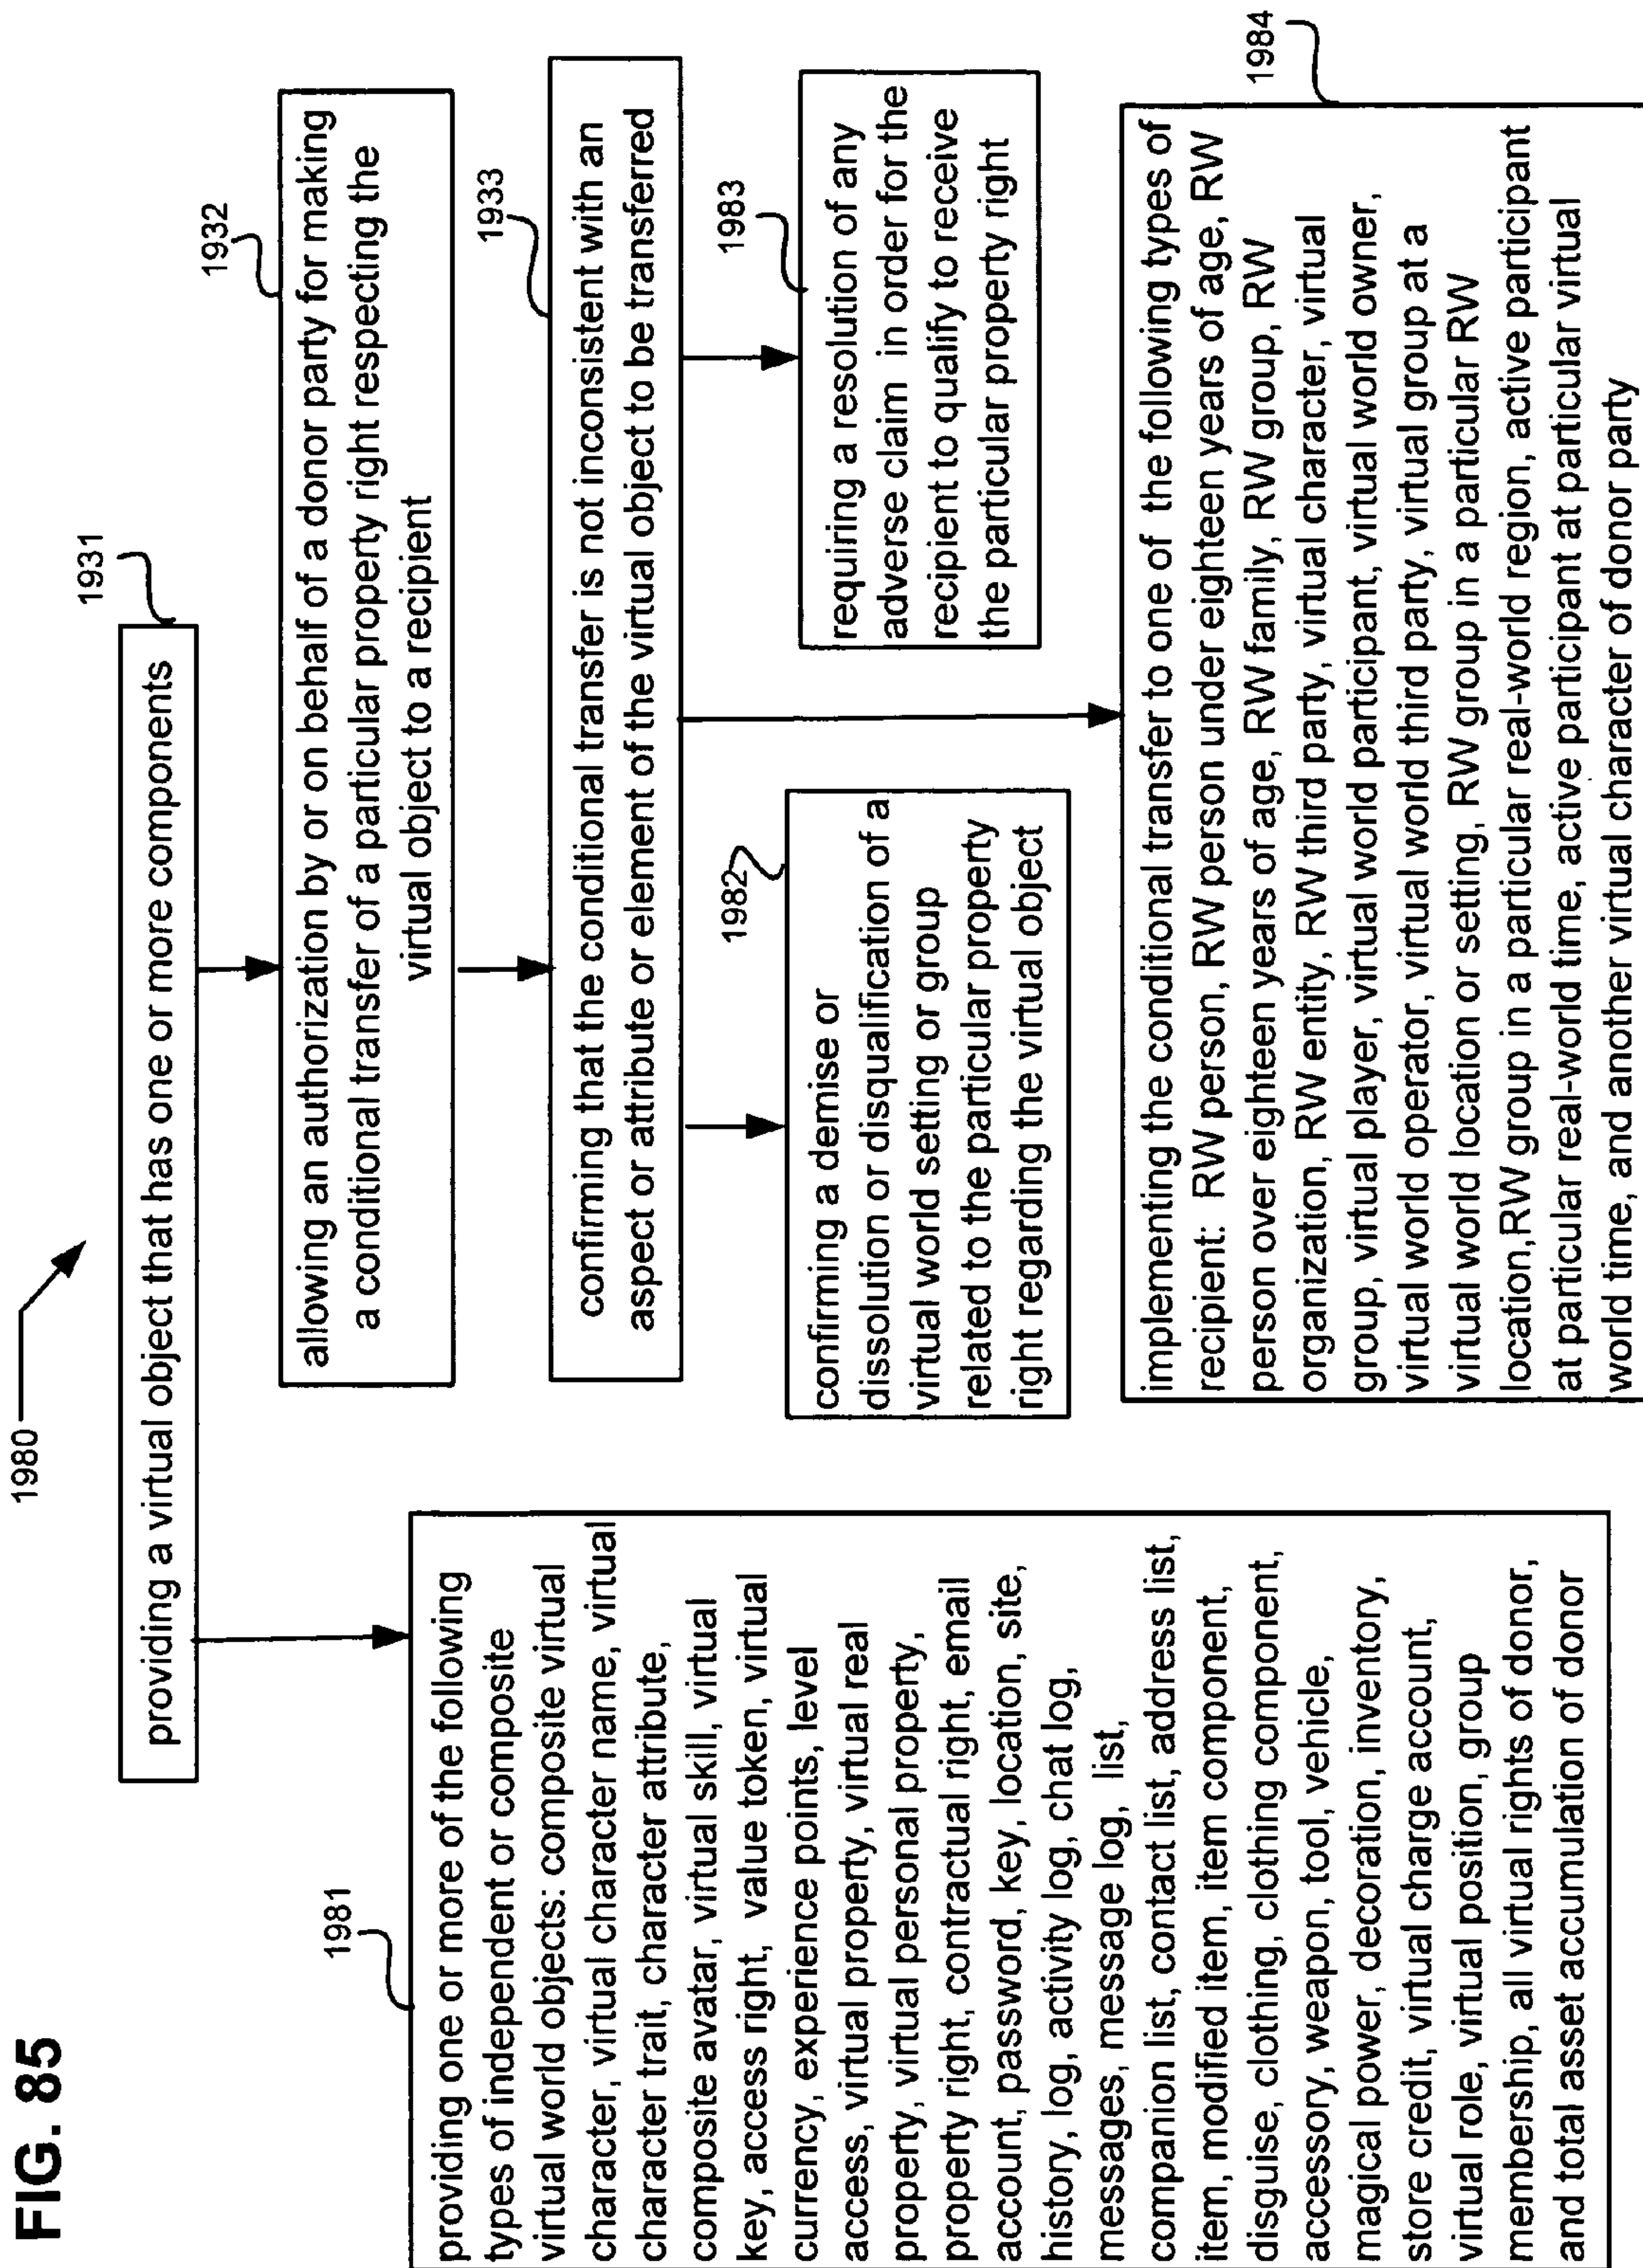 FIG. 85
1980
1931
providing a virtual object that has one or more components
1932
allowing an authorization by or on behalf of a donor party for making
a conditional transfer of a particular property right respecting the
virtual object to a recipient
1933
confirming that the conditional transfer is not inconsistent with an
aspect or attribute or element of the virtual object to be transferred
1981
providing one or more of the following
types of independent or composite
virtual world objects: composite virtual
character, virtual character name, virtual
character trait, character attribute,
composite avatar, virtual skill, virtual
key, access right, value token, virtual
currency, experience points, level
access, virtual property, virtual real
property, virtual personal property,
property right, contractual right, email
account, password, key, location, site,
history, log, activity log, chat log,
messages, message log, list,
companion list, contact list, address list,
item, modified item, item component,
disguise, clothing, clothing component,
accessory, weapon, tool, vehicle,
magical power, decoration, inventory,
store credit, virtual charge account,
virtual role, virtual position, group
membership, all virtual rights of donor,
and total asset accumulation of donor
1982
confirming a demise or
dissolution or disqualification of a
virtual world setting or group
related to the particular property
right regarding the virtual object
1983
requiring a resolution of any
adverse claim in order for the
recipient to qualify to receive
the particular property right
1984
implementing the conditional transfer to one of the following types of
recipient: RW person, RW person under eighteen years of age, RW
person over eighteen years of age, RW family, RW group, RW
organization, RW entity, RW third party, virtual character, virtual
group, virtual player, virtual world participant, virtual world owner,
virtual world operator, virtual world third party, virtual group at a
virtual world location or setting, RW group in a particular RW
location,RW group in a particular real-world region, active participant
at particular real-world time, active participant at particular virtual
world time, and another virtual character of donor party